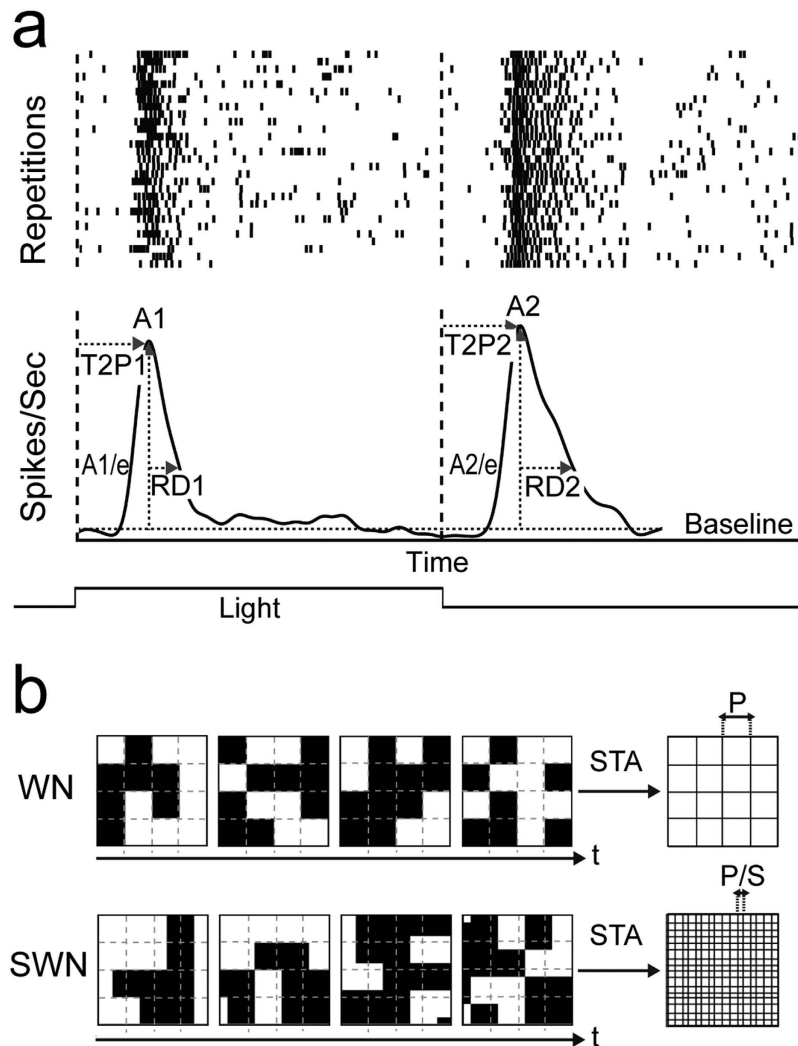 a
Repetitions
Spikes/Sec
A1
A2
T2P1
T2P2
A1/e
A2/e
RD1
RD2
Baseline
Time
Light
b
P
WN
STA
t
P/S
SWN
STA
t